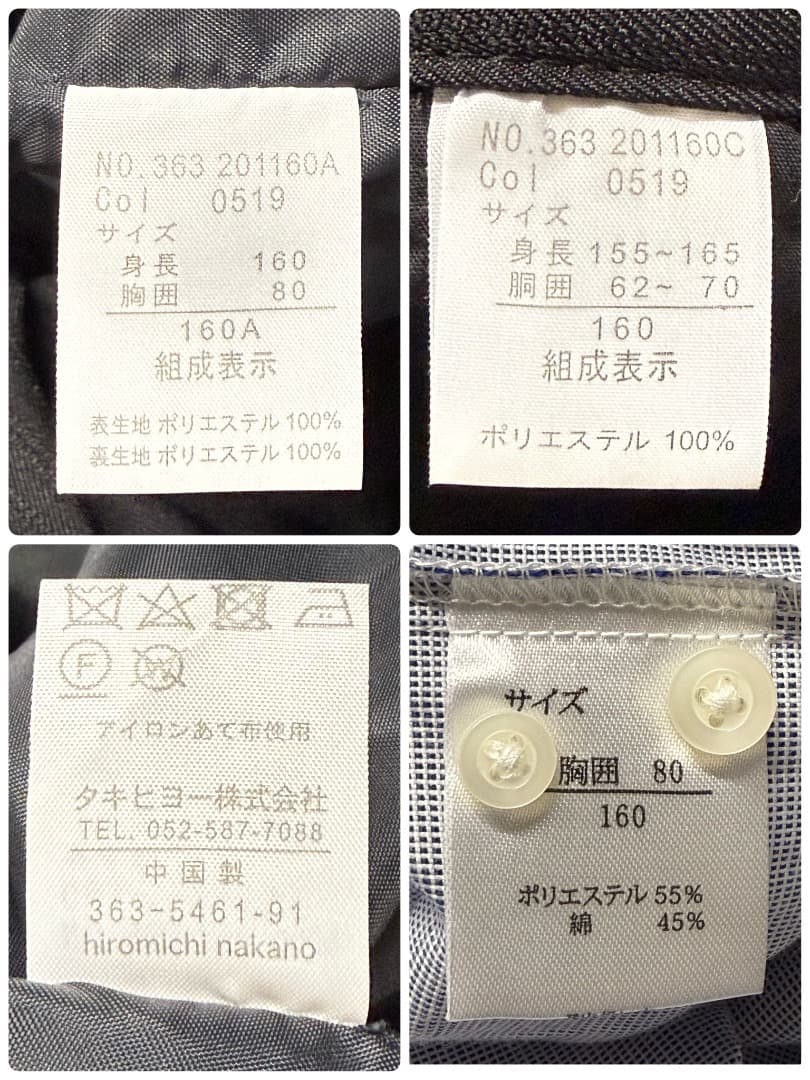 NO.363 201160A
Col 0519
サイズ
身長 160
胸囲 80
160A
組成表示
表生地 ポリエステル 100%
裏生地 ポリエステル 100%
NO.363 201160C
Col 0519
サイズ
身長 155~165
胴囲 62~ 70
160
組成表示
ポリエステル 100%
F
W
アイロンあて布使用
タキヒヨー株式会社
TEL. 052-587-7088
中国製
363-5461-91
hiromichi nakano
サイズ
胸囲 80
160
ポリエステル 55%
綿 45%